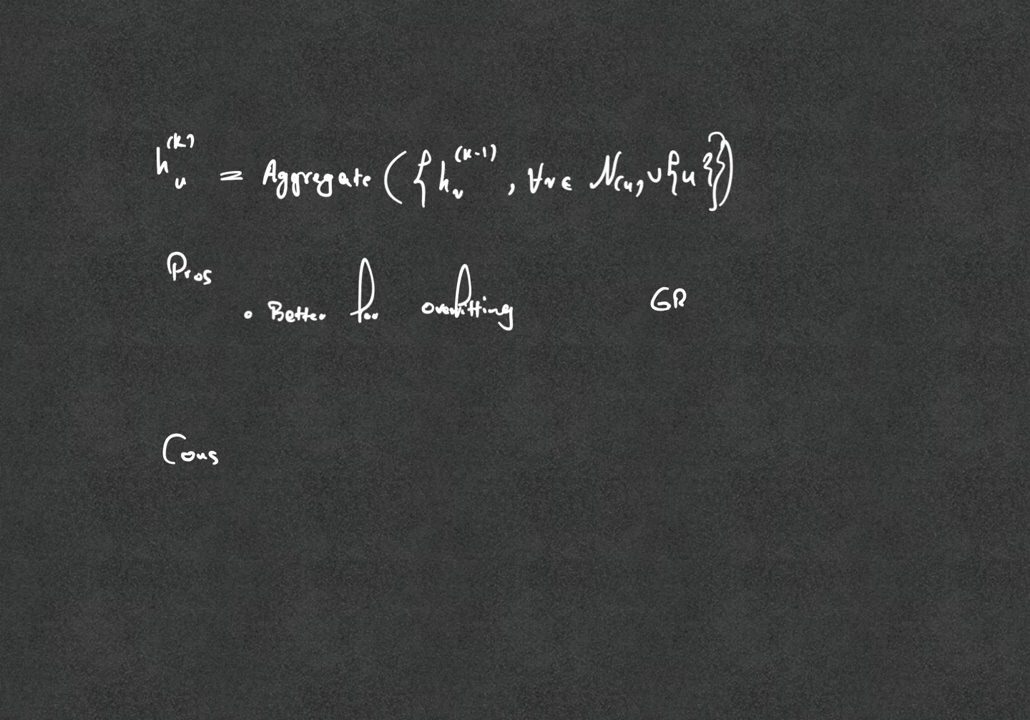 h_u^(k) = Aggregate ({ h_v^(k-1), ∀v ∈ N(u) ∪ {u}})
Pros
• Better for overfitting GR
Cons